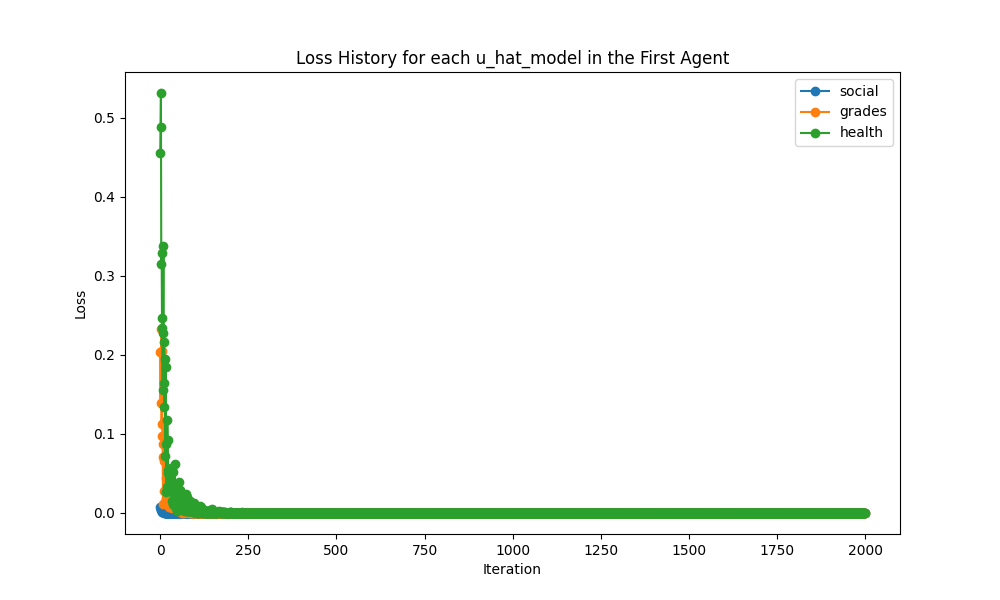 Loss History for each u_hat_model in the First Agent
social
grades
health
0.5
0.4
0.3
0.2
0.1
0.0
Loss
0 250 500 750 1000 1250 1500 1750 2000
Iteration